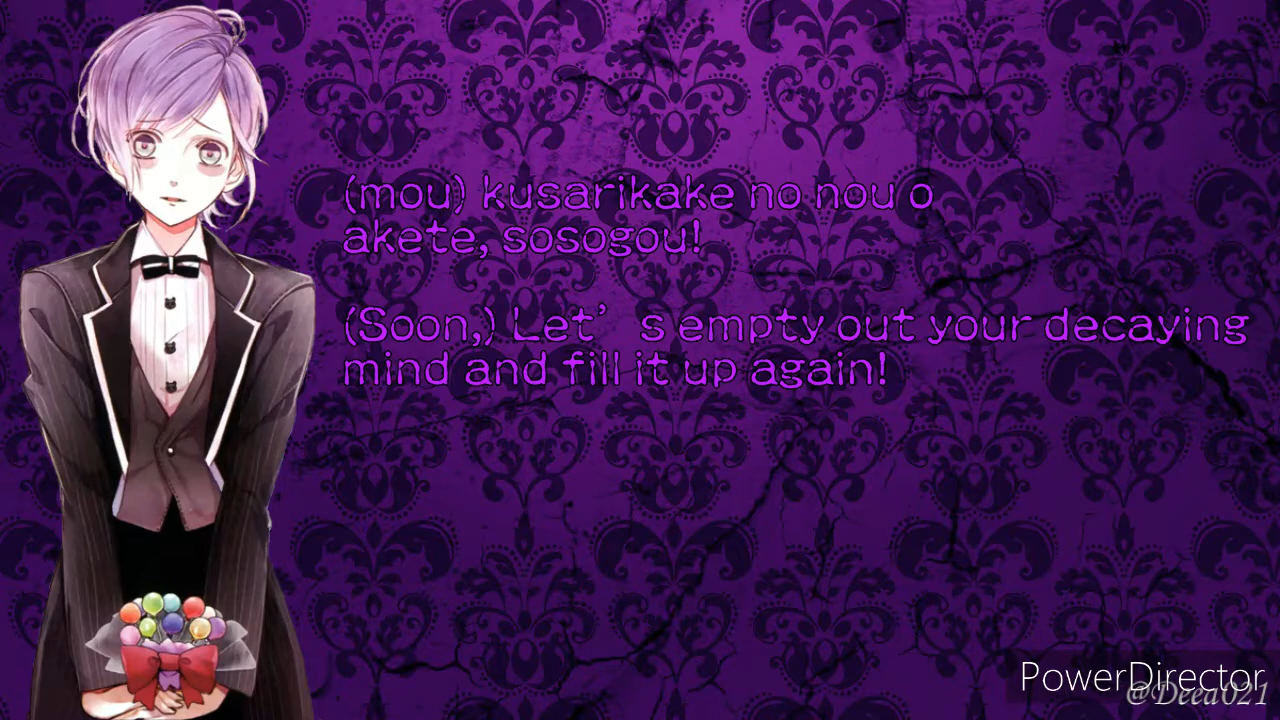 (mou) kusarikake no nou o
akete, sosogou!
(Soon,) Let’s empty out your decaying
mind and fill it up again!
PowerDirector
@Deea021